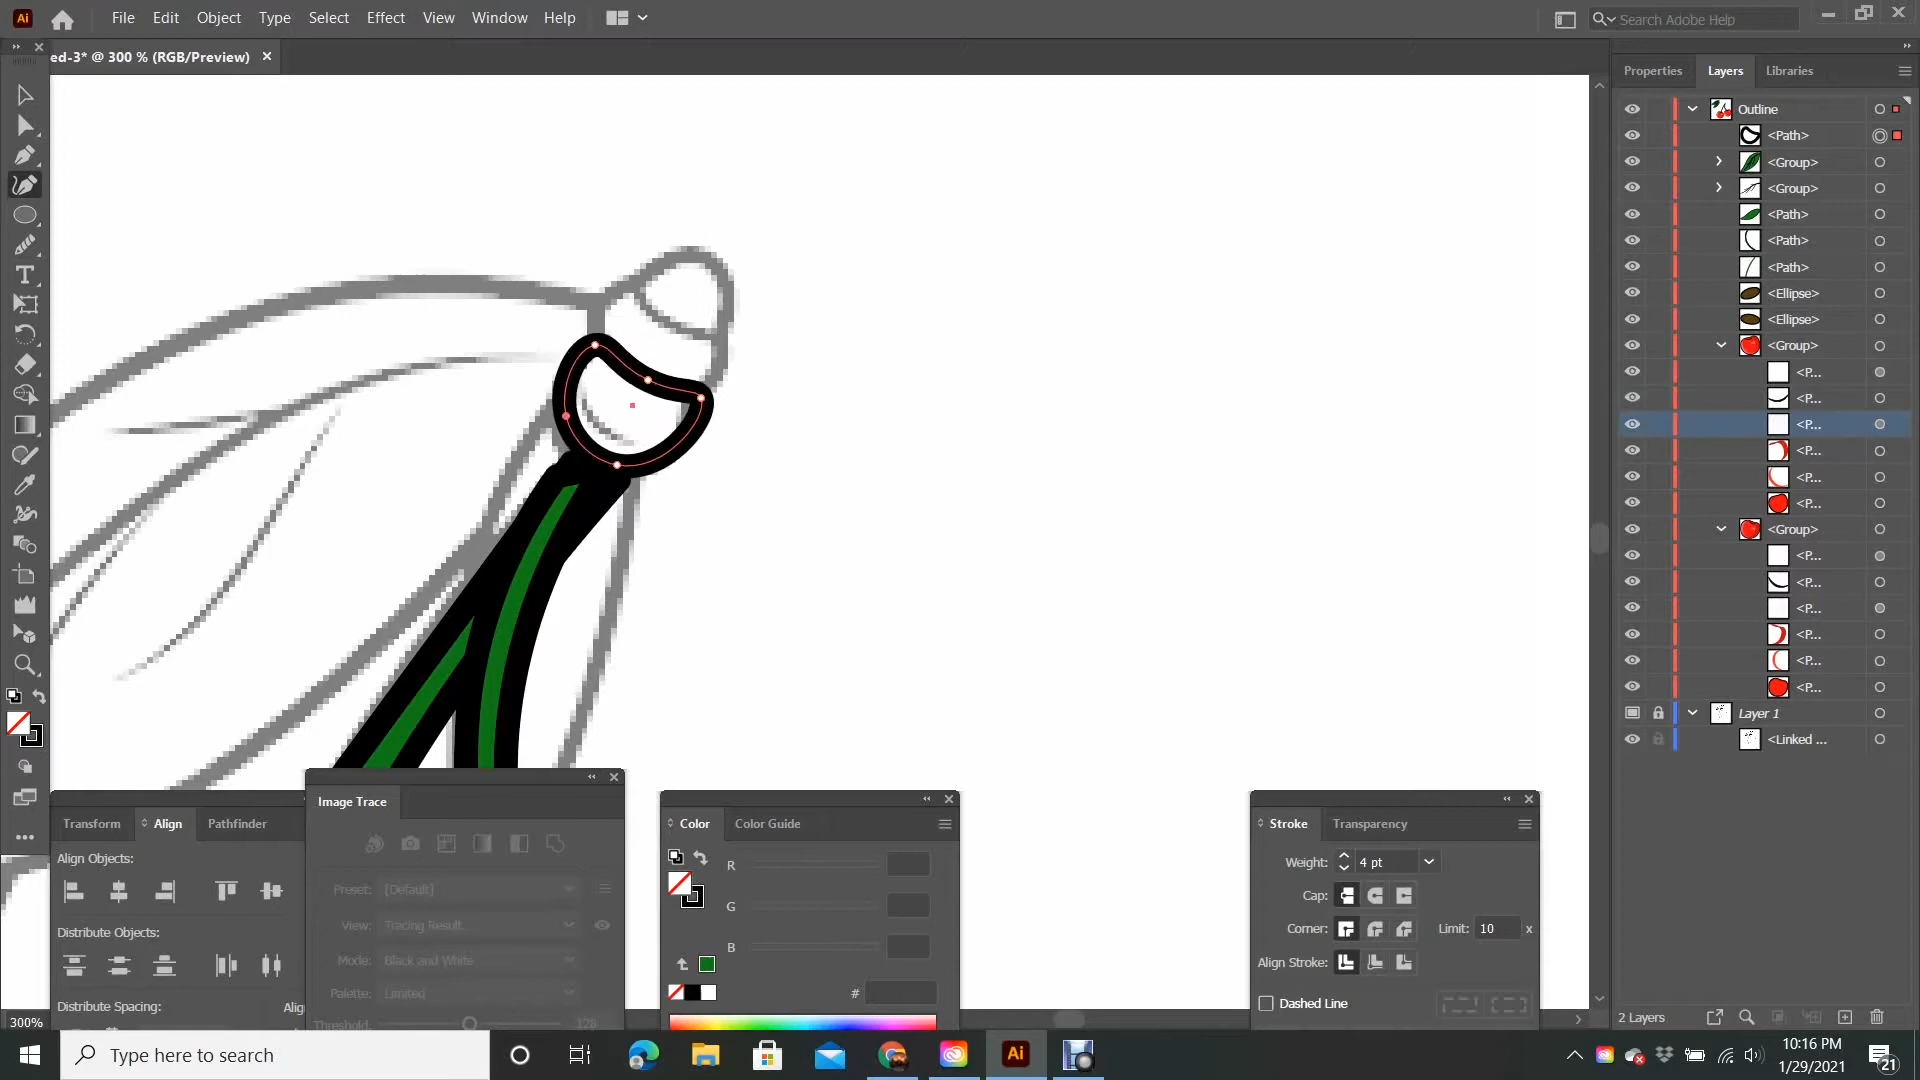 Ai File Edit Object Type Select Effect View Window Help Search Adobe Help
ed-3* @ 300 % (RGB/Preview)
Properties Layers Libraries
Outline
<Path>
<Group>
<Group>
<Path>
<Path>
<Path>
<Ellipse>
<Ellipse>
<Group>
<P...
<P...
<P...
<P...
<P...
<P...
<Group>
<P...
<P...
<P...
<P...
<P...
<P...
Layer 1
<Linked ...
T
Transform Align Pathfinder
Align Objects:
Distribute Objects:
Distribute Spacing:
Image Trace
Preset: [Default]
View: Tracing Result...
Mode: Black and White
Palette: Limited
Threshold: 128
Color Color Guide
R
G
B
#
Stroke Transparency
Weight: 4 pt
Cap:
Corner: Limit: 10 x
Align Stroke:
Dashed Line
300%
2 Layers
Type here to search
Ai
10:16 PM
1/29/2021
21